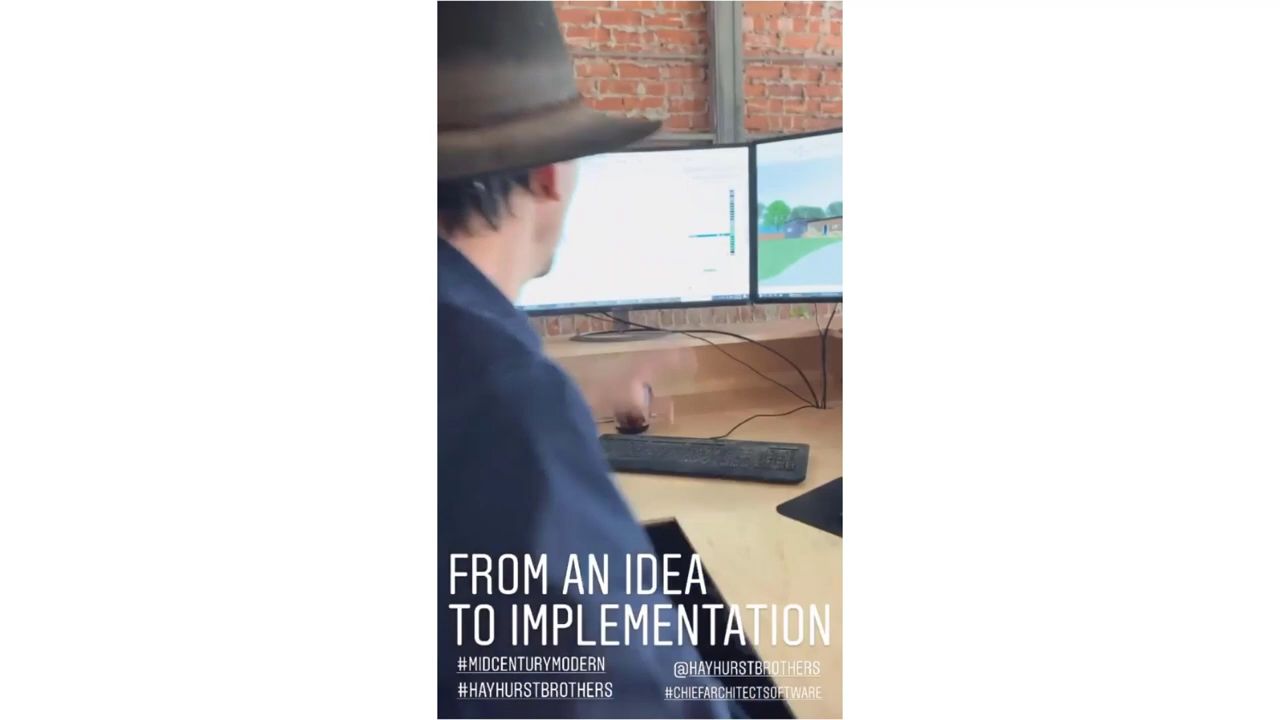 FROM AN IDEA
TO IMPLEMENTATION
#MIDCENTURYMODERN
@HAYHURSTBROTHERS
#HAYHURSTBROTHERS
#CHIEFARCHITECTSOFTWARE